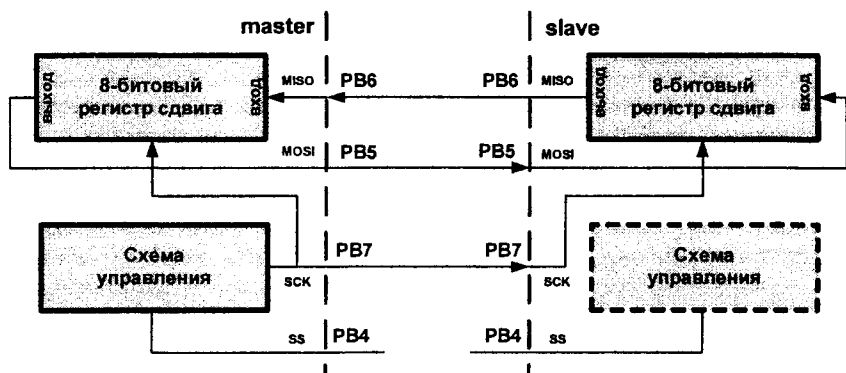 master
slave
выход
8-битовый
регистр сдвига
вход
MISO
PB6
PB6
MISO
выход
8-битовый
регистр сдвига
вход
MOSI
PB5
PB5
MOSI
Схема
управления
SCK
PB7
PB7
SCK
Схема
управления
SS
PB4
PB4
SS